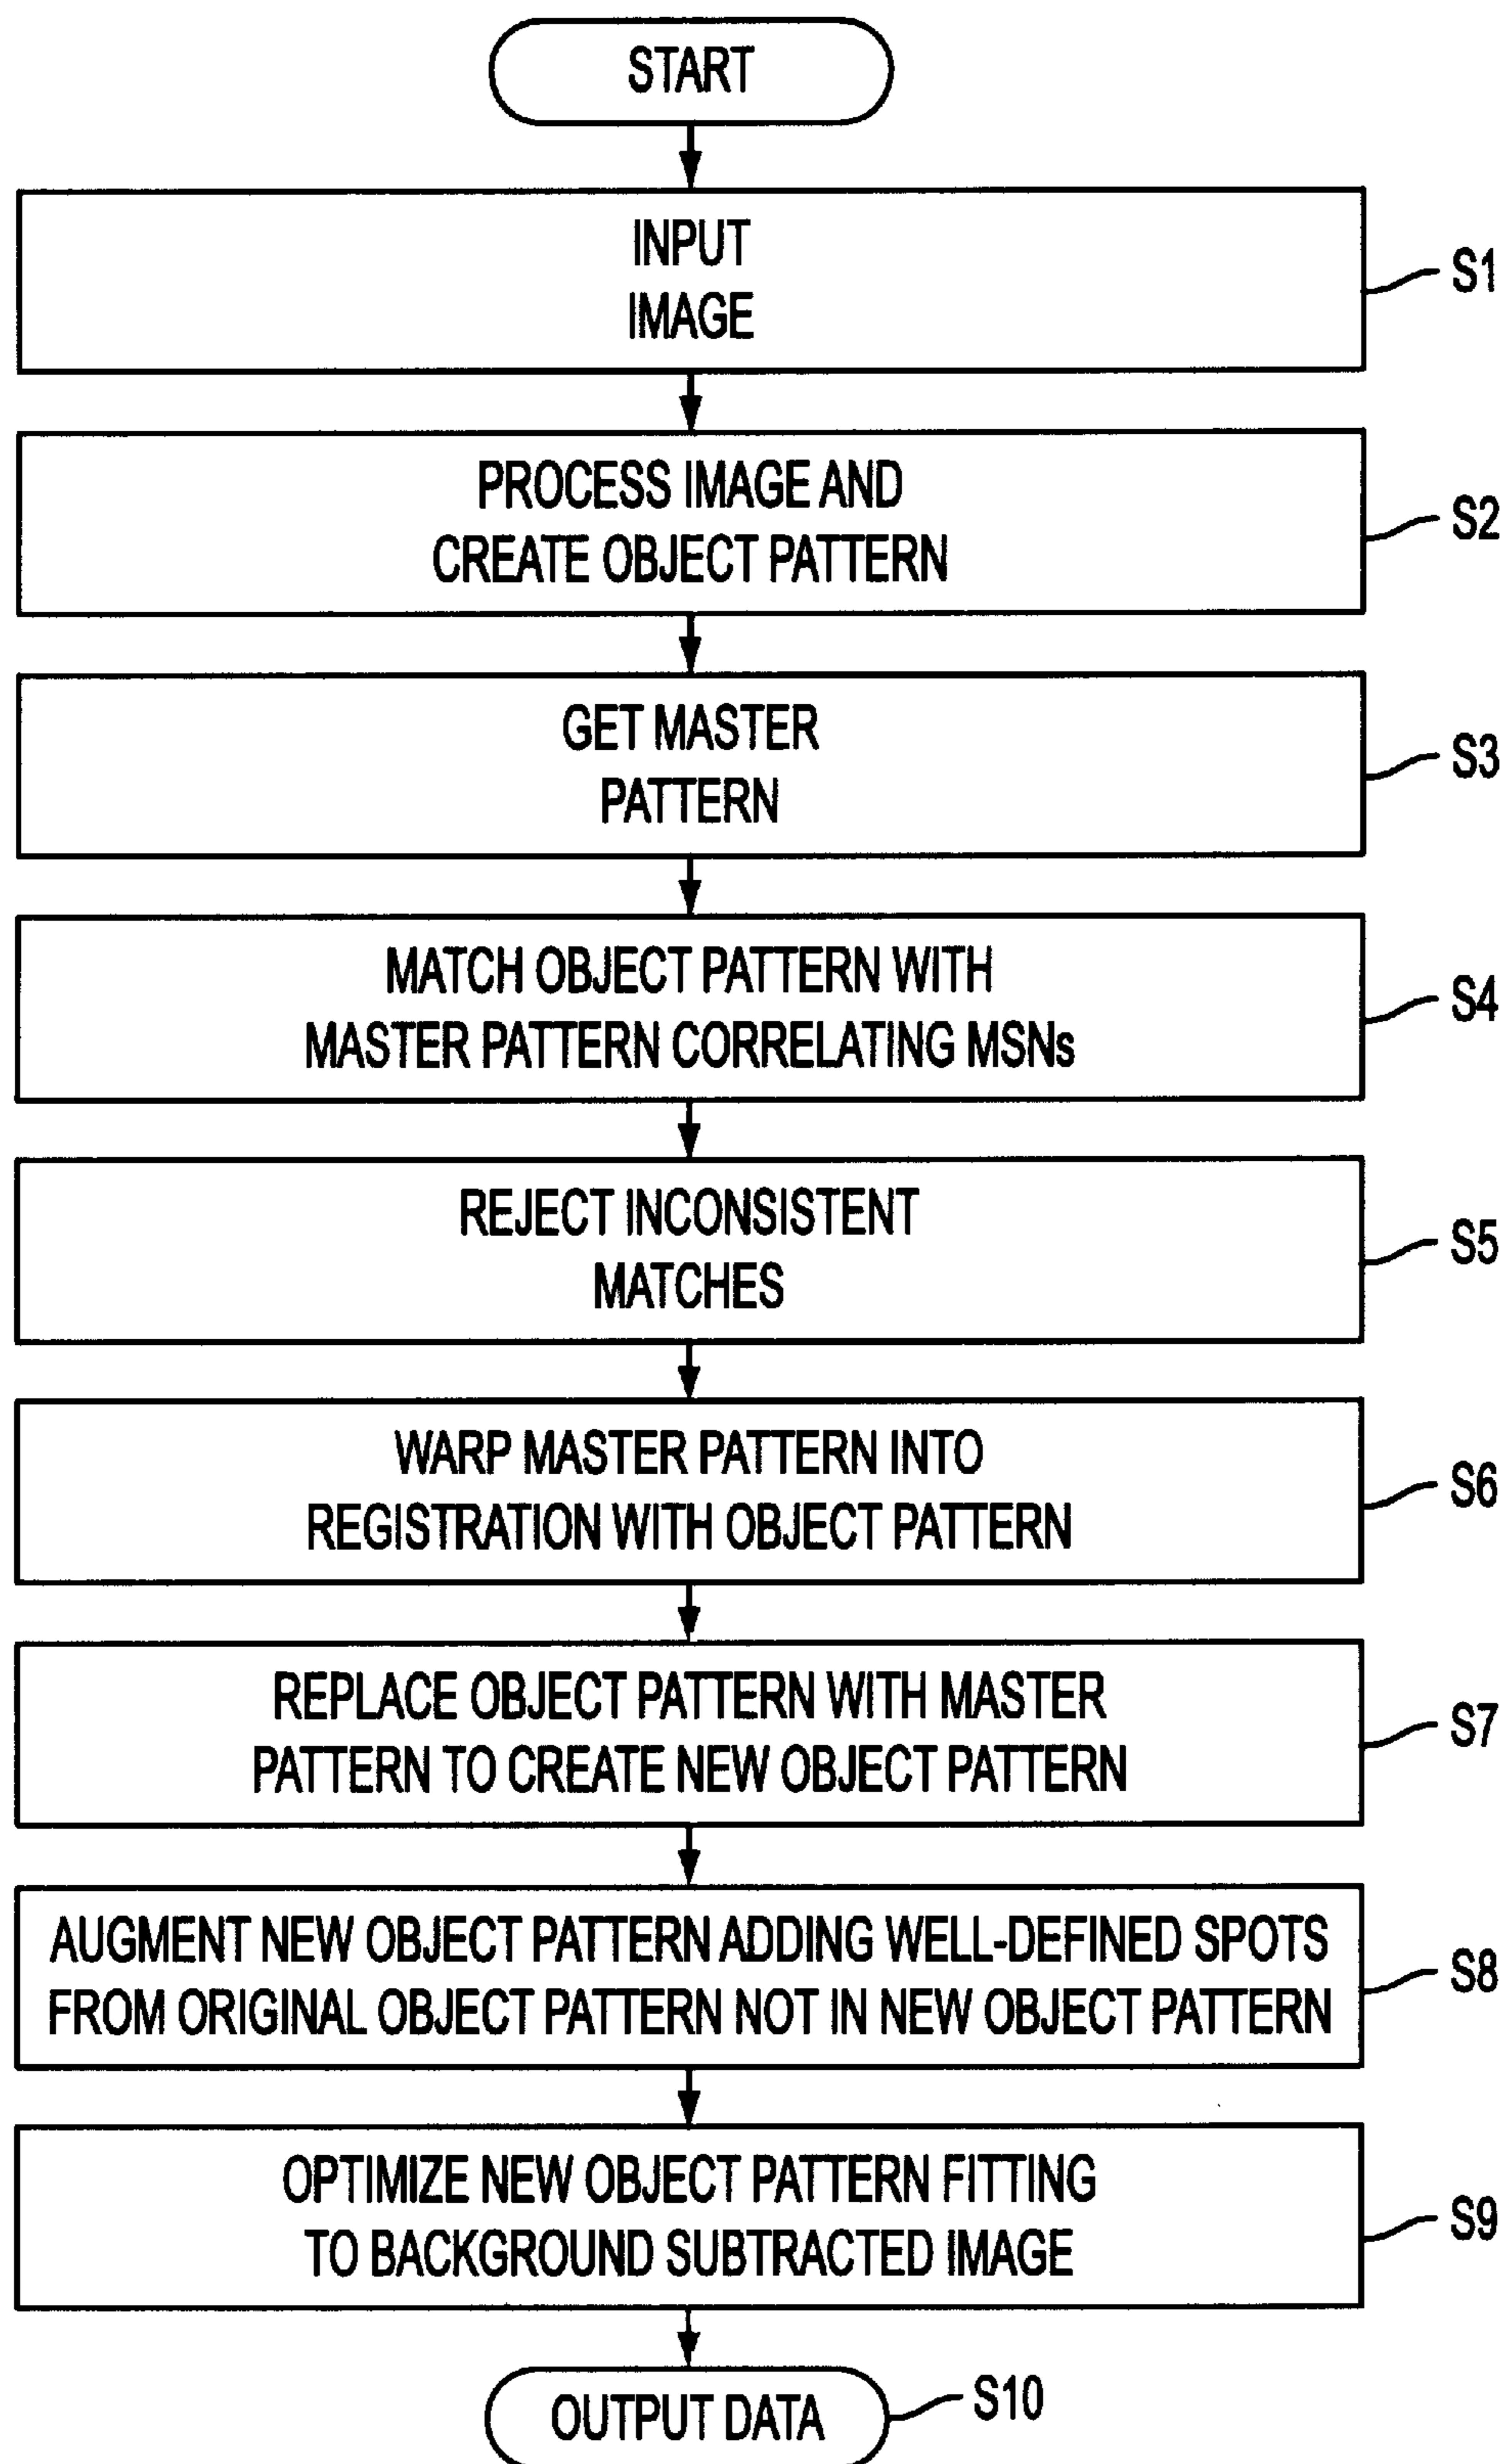 START
INPUT
IMAGE
S1
PROCESS IMAGE AND
CREATE OBJECT PATTERN
S2
GET MASTER
PATTERN
S3
MATCH OBJECT PATTERN WITH
MASTER PATTERN CORRELATING MSNs
S4
REJECT INCONSISTENT
MATCHES
S5
WARP MASTER PATTERN INTO
REGISTRATION WITH OBJECT PATTERN
S6
REPLACE OBJECT PATTERN WITH MASTER
PATTERN TO CREATE NEW OBJECT PATTERN
S7
AUGMENT NEW OBJECT PATTERN ADDING WELL-DEFINED SPOTS
FROM ORIGINAL OBJECT PATTERN NOT IN NEW OBJECT PATTERN
S8
OPTIMIZE NEW OBJECT PATTERN FITTING
TO BACKGROUND SUBTRACTED IMAGE
S9
OUTPUT DATA
S10